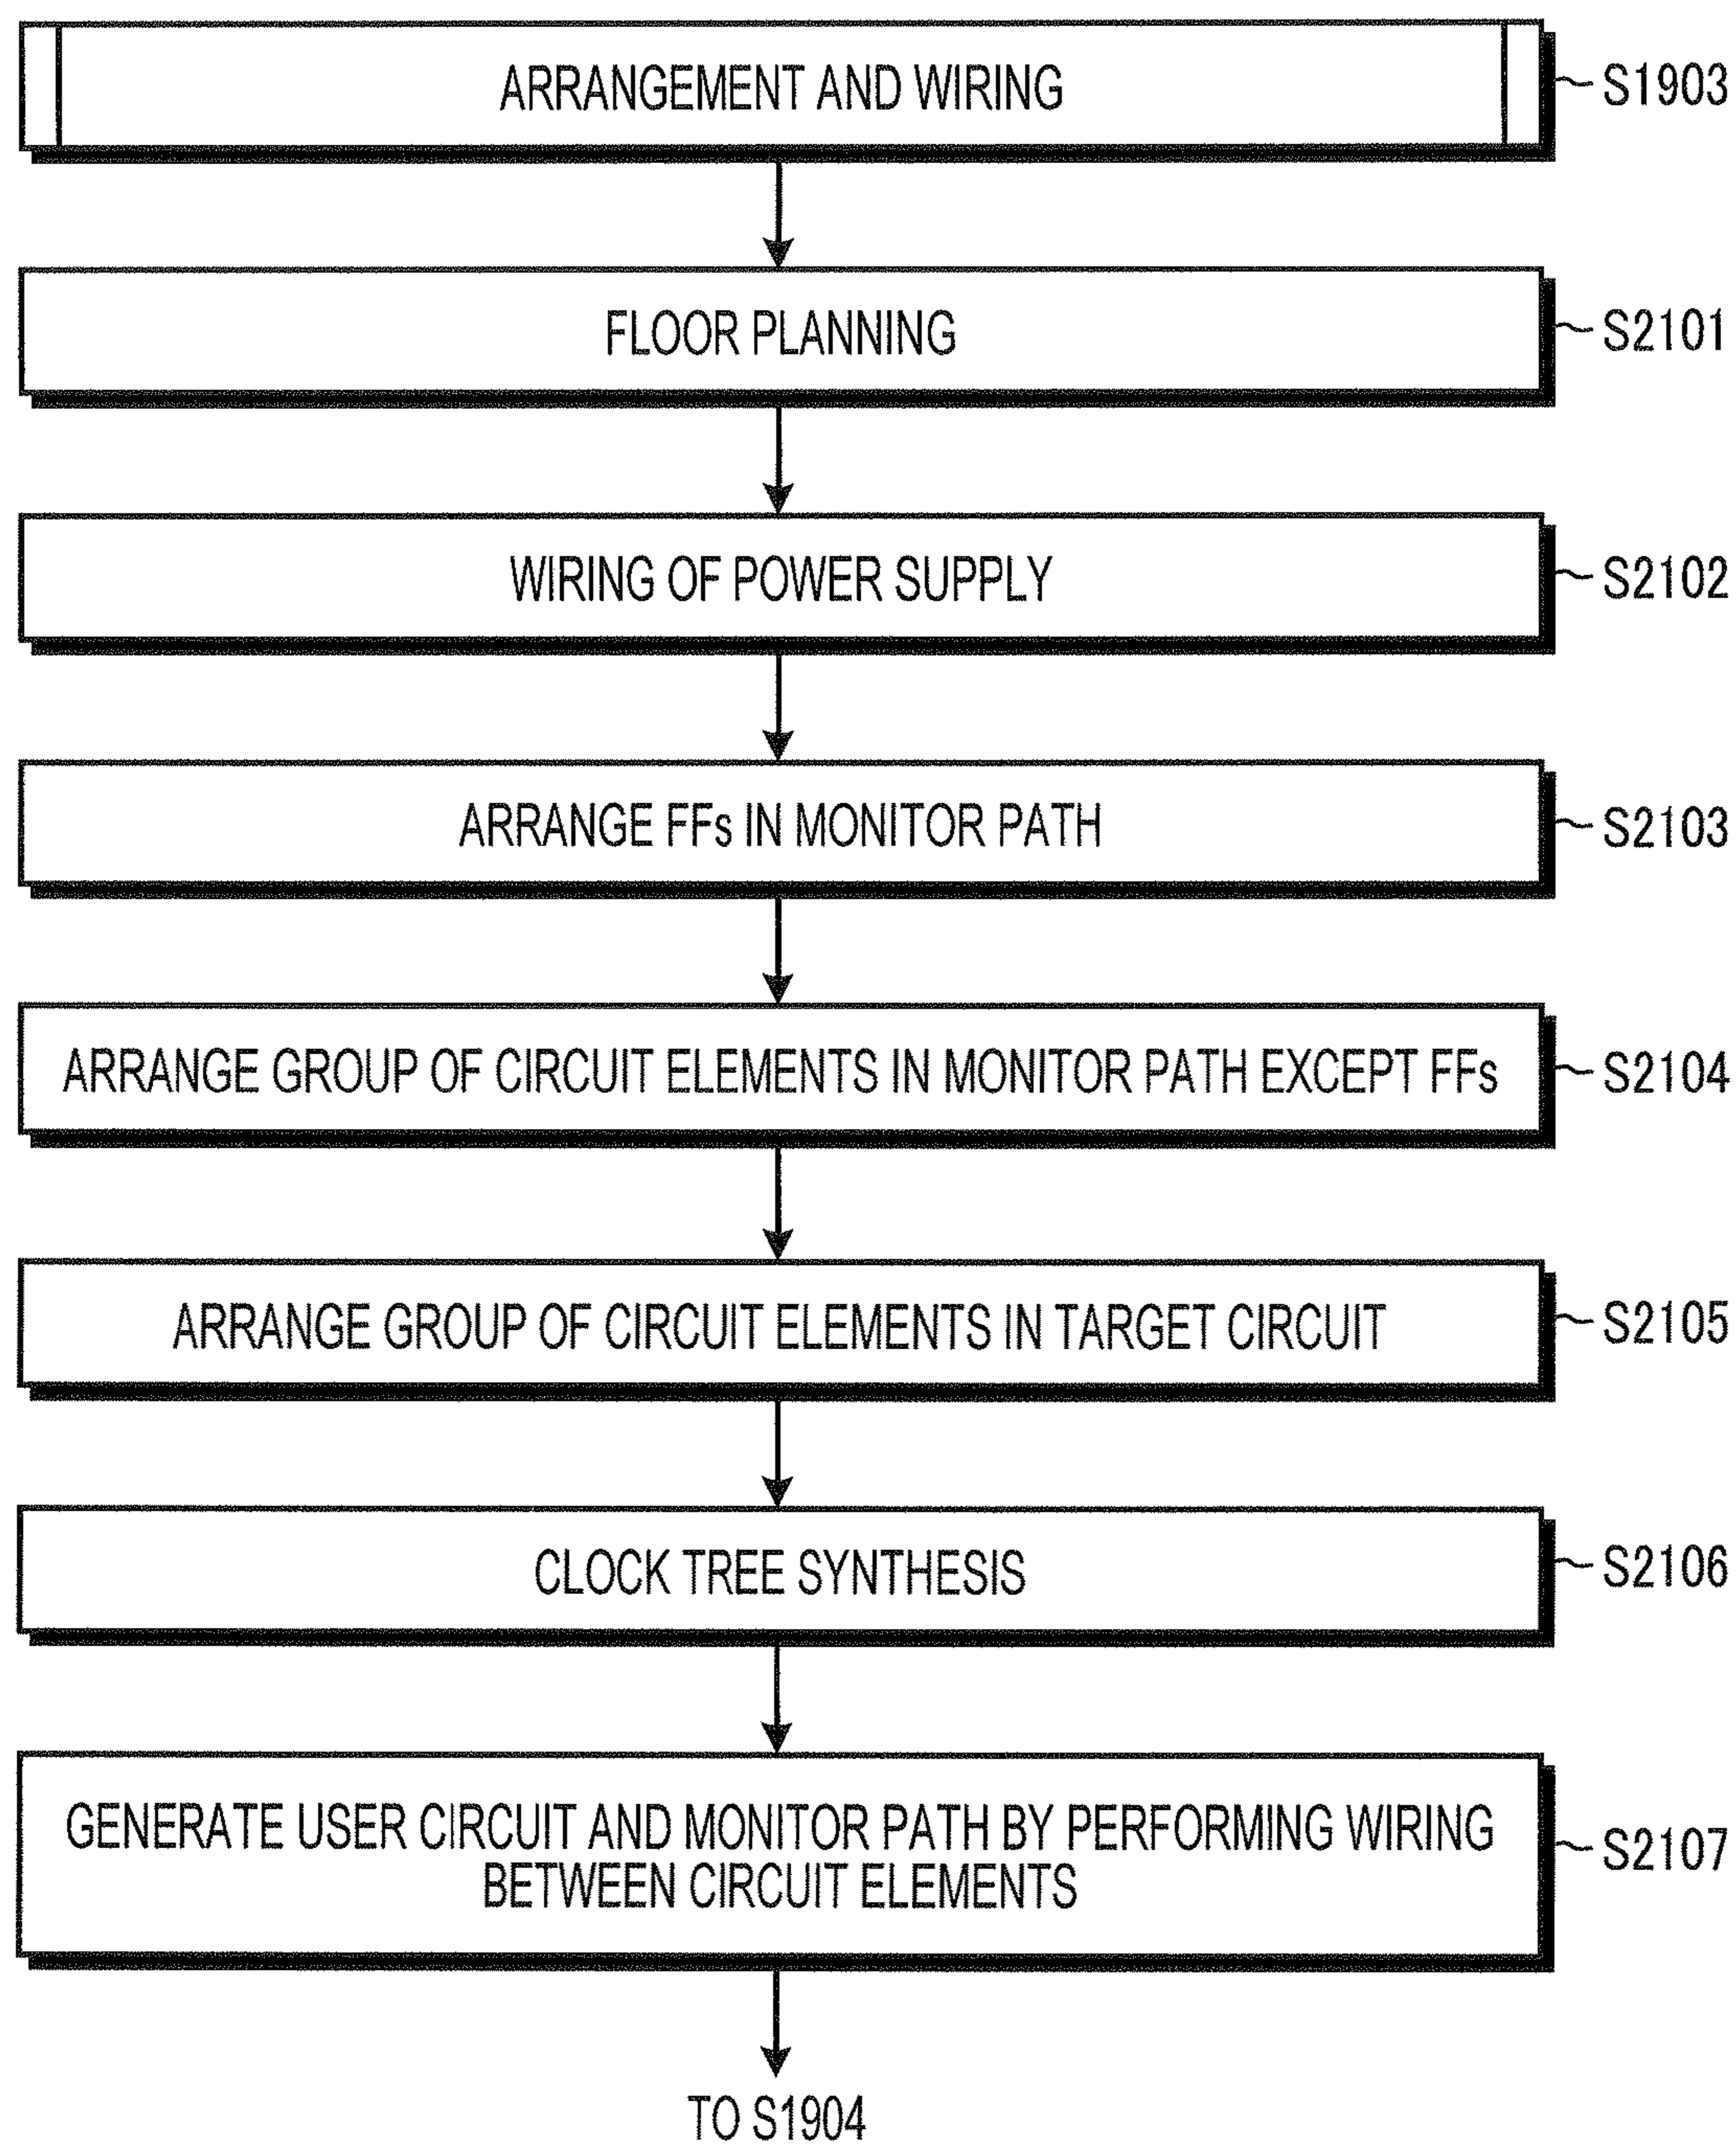 ARRANGEMENT AND WIRING
S1903
FLOOR PLANNING
S2101
WIRING OF POWER SUPPLY
S2102
ARRANGE FFs IN MONITOR PATH
S2103
ARRANGE GROUP OF CIRCUIT ELEMENTS IN MONITOR PATH EXCEPT FFs
S2104
ARRANGE GROUP OF CIRCUIT ELEMENTS IN TARGET CIRCUIT
S2105
CLOCK TREE SYNTHESIS
S2106
GENERATE USER CIRCUIT AND MONITOR PATH BY PERFORMING WIRING
BETWEEN CIRCUIT ELEMENTS
S2107
TO S1904